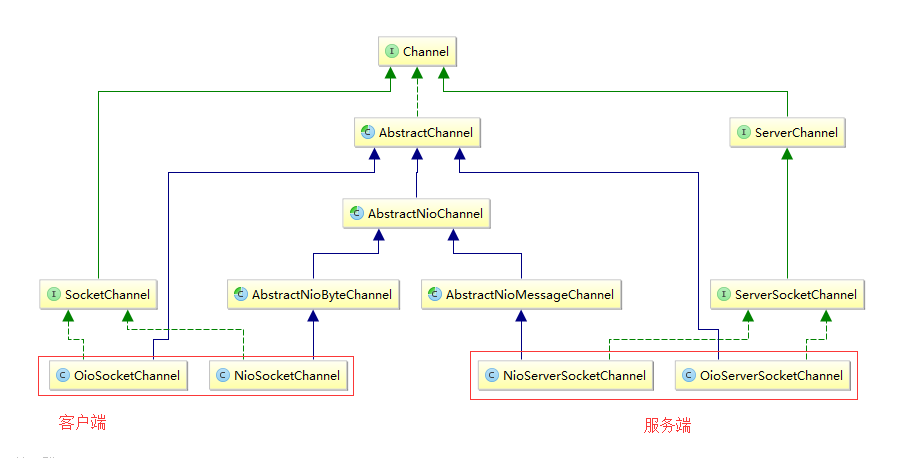 I Channel
C AbstractChannel
I ServerChannel
C AbstractNioChannel
I SocketChannel
C AbstractNioByteChannel
C AbstractNioMessageChannel
I ServerSocketChannel
C OioSocketChannel
C NioSocketChannel
C NioServerSocketChannel
C OioServerSocketChannel
客户端
服务端